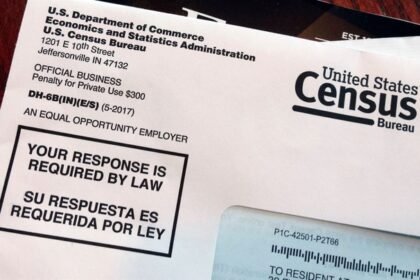 U.S. Department of Commerce
Economics and Statistics Administration
U.S. Census Bureau
1201 E 10th Street
Jeffersonville IN 47132
OFFICIAL BUSINESS
Penalty for Private Use $300
DH-6B(IN)(E/S) (5-2017)
AN EQUAL OPPORTUNITY EMPLOYER
YOUR RESPONSE IS
REQUIRED BY LAW
SU RESPUESTA ES
REQUERIDA POR LEY
EST
United States
Census
Bureau
P1C-42501-P2T66
TO RESIDENT AT